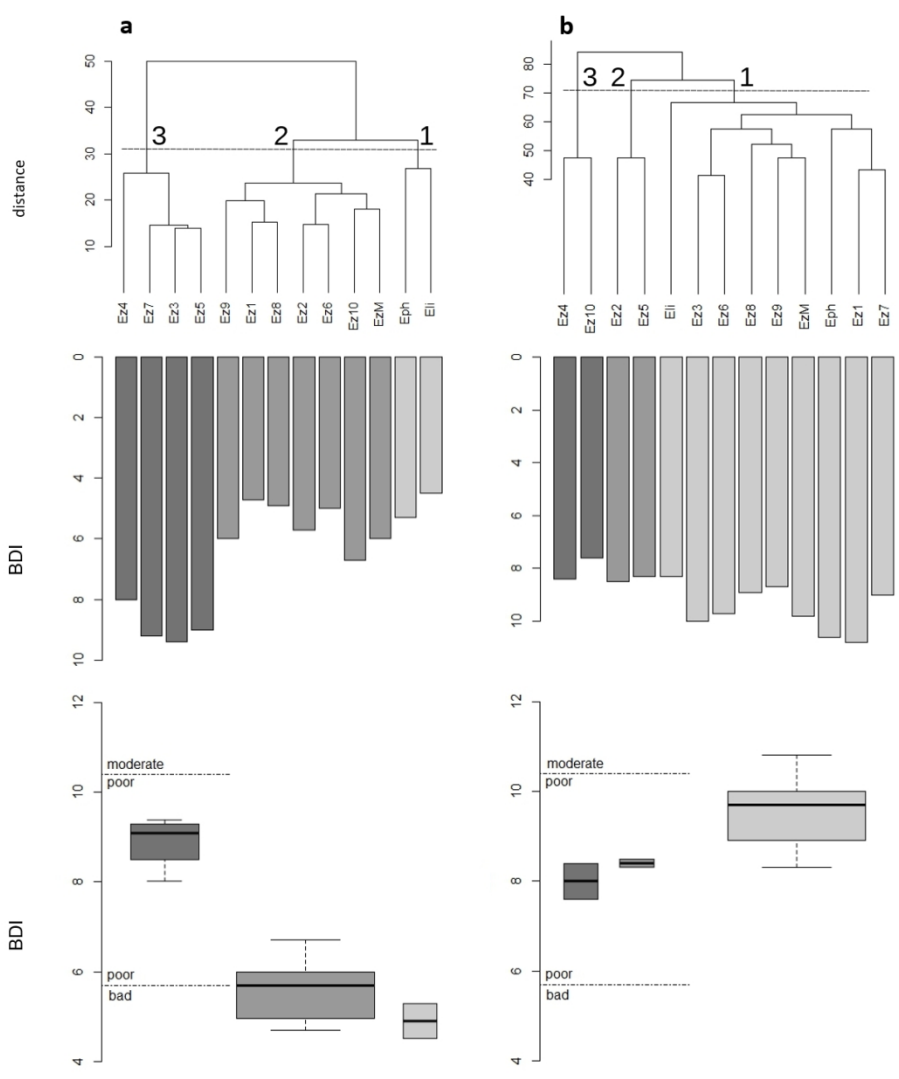 a
b
50
40
30
20
10
distance
3
2
1
80
70
60
50
40
3
2
1
Ez4 Ez7 Ez3 Ez5 Ez9 Ez1 Ez8 Ez2 Ez6 Ez10 EzM Eph Eli
Ez4 Ez10 Ez2 Ez5 Eli Ez3 Ez6 Ez8 Ez9 EzM Eph Ez1 Ez7
0
2
4
6
8
10
BDI
0
2
4
6
8
10
12
10
8
6
4
BDI
moderate
poor
poor
bad
12
10
8
6
4
moderate
poor
poor
bad